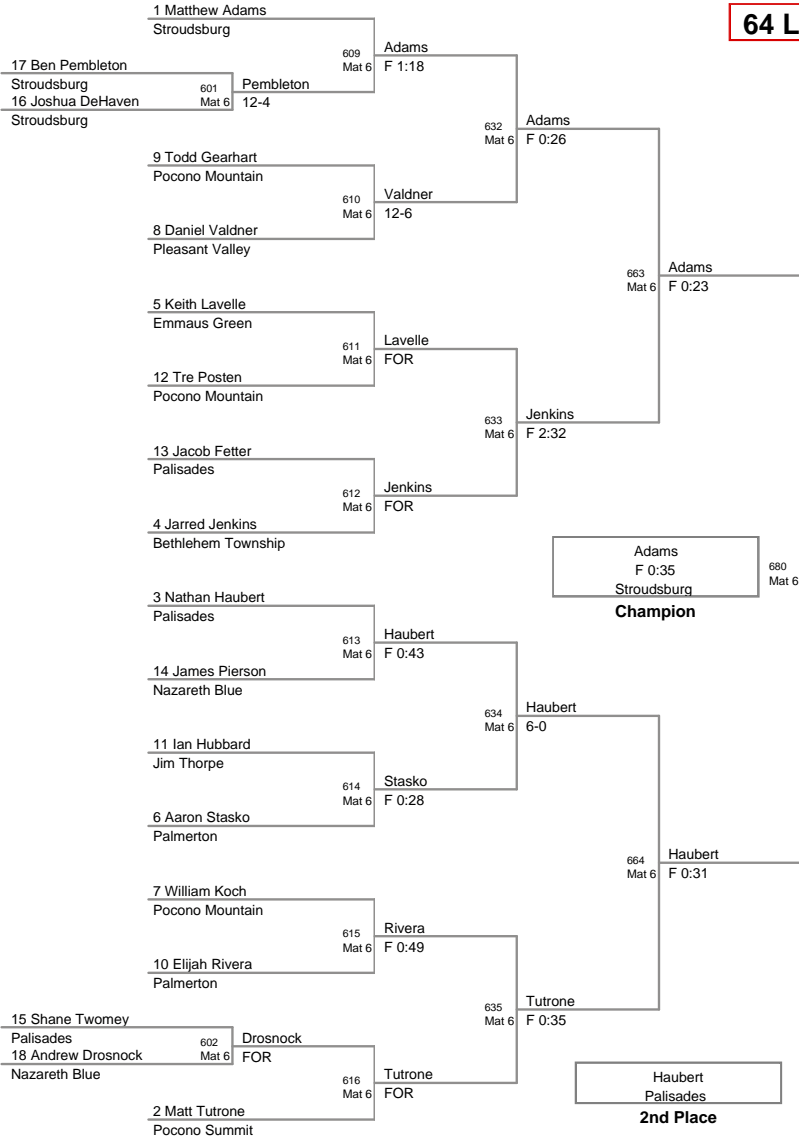 64 L
1 Matthew Adams
Stroudsburg
609
Mat 6
Adams
F 1:18
17 Ben Pembleton
Stroudsburg
601
Mat 6
Pembleton
12-4
16 Joshua DeHaven
Stroudsburg
632
Mat 6
Adams
F 0:26
9 Todd Gearhart
Pocono Mountain
610
Mat 6
Valdner
12-6
8 Daniel Valdner
Pleasant Valley
663
Mat 6
Adams
F 0:23
5 Keith Lavelle
Emmaus Green
611
Mat 6
Lavelle
FOR
12 Tre Posten
Pocono Mountain
633
Mat 6
Jenkins
F 2:32
13 Jacob Fetter
Palisades
612
Mat 6
Jenkins
FOR
4 Jarred Jenkins
Bethlehem Township
Adams
F 0:35
Stroudsburg
Champion
680
Mat 6
3 Nathan Haubert
Palisades
613
Mat 6
Haubert
F 0:43
14 James Pierson
Nazareth Blue
634
Mat 6
Haubert
6-0
11 Ian Hubbard
Jim Thorpe
614
Mat 6
Stasko
F 0:28
6 Aaron Stasko
Palmerton
664
Mat 6
Haubert
F 0:31
7 William Koch
Pocono Mountain
615
Mat 6
Rivera
F 0:49
10 Elijah Rivera
Palmerton
635
Mat 6
Tutrone
F 0:35
15 Shane Twomey
Palisades
602
Mat 6
Drosnock
FOR
18 Andrew Drosnock
Nazareth Blue
616
Mat 6
Tutrone
FOR
2 Matt Tutrone
Pocono Summit
Haubert
Palisades
2nd Place